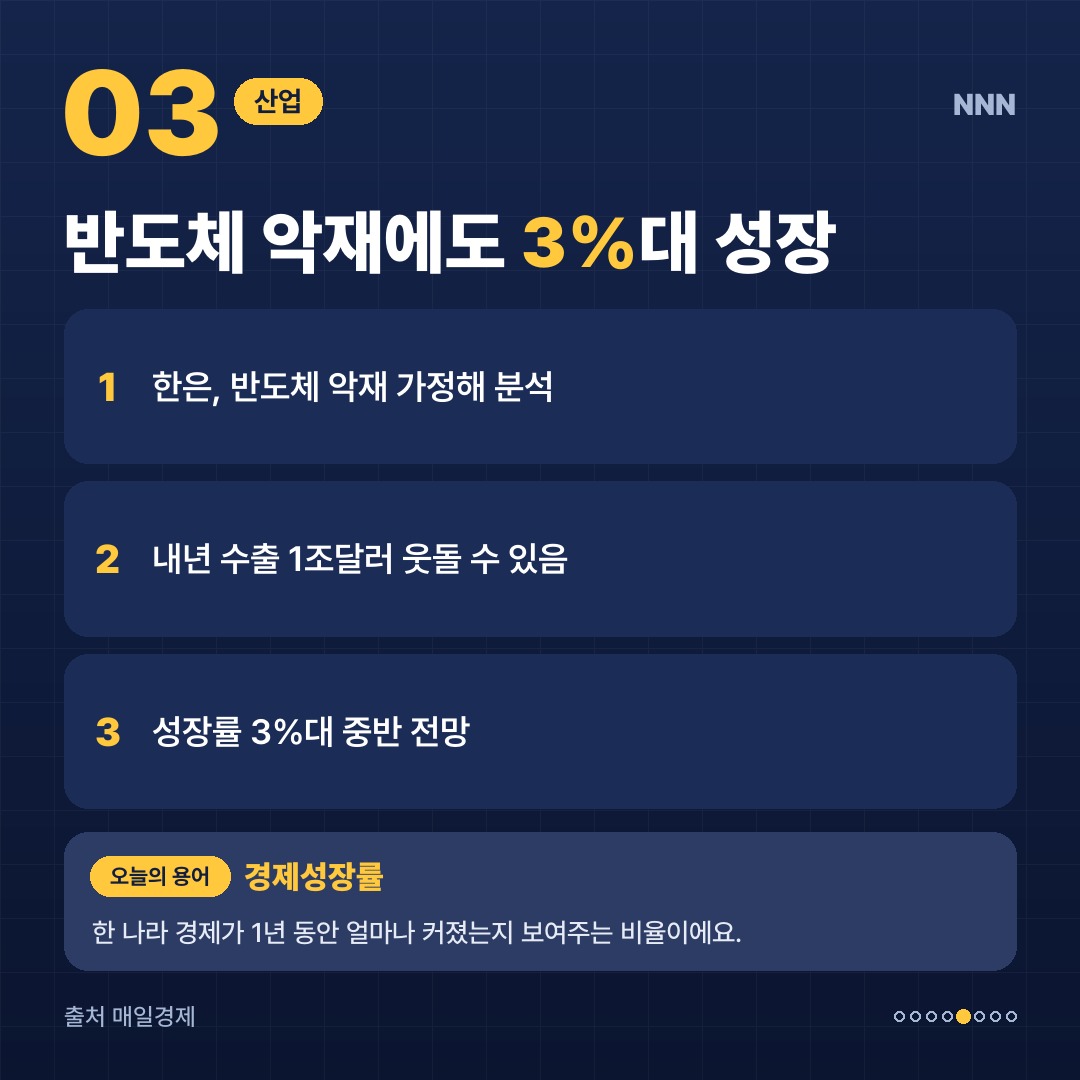 03 산업
NNN
반도체 악재에도 3%대 성장
1 한은, 반도체 악재 가정해 분석
2 내년 수출 1조달러 웃돌 수 있음
3 성장률 3%대 중반 전망
오늘의 용어 경제성장률
한 나라 경제가 1년 동안 얼마나 커졌는지 보여주는 비율이에요.
출처 매일경제